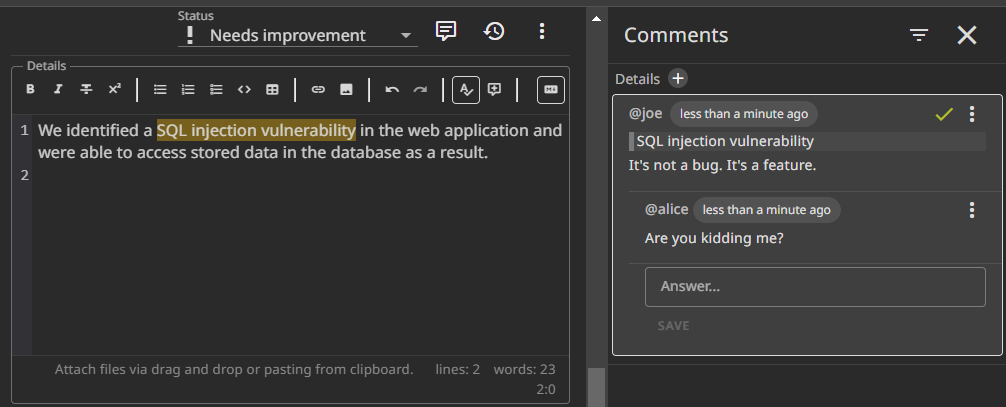 Status
Needs improvement
Details
B I S x²
1 We identified a SQL injection vulnerability in the web application and
were able to access stored data in the database as a result.
2
Attach files via drag and drop or pasting from clipboard. lines: 2 words: 23
2:0
Comments
Details
@joe less than a minute ago
SQL injection vulnerability
It's not a bug. It's a feature.
@alice less than a minute ago
Are you kidding me?
Answer...
SAVE